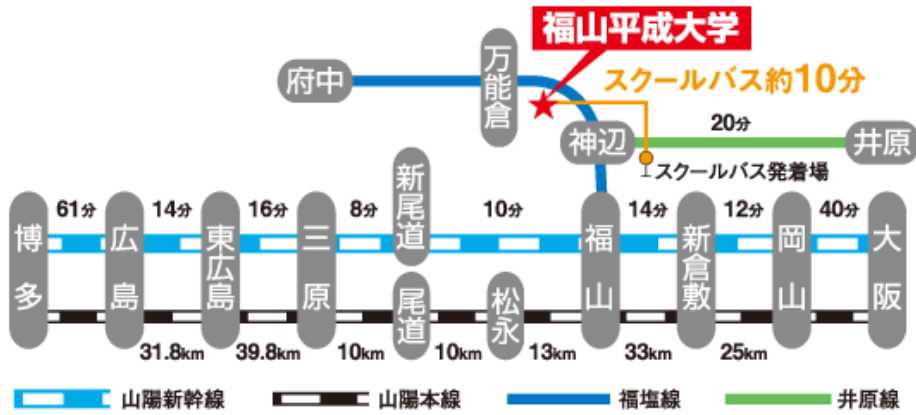 福山平成大学
スクールバス約10分
府中
万能倉
神辺
20分
井原
スクールバス発着場
61分
14分
16分
8分
新尾道
10分
14分
12分
40分
博多
広島
東広島
三原
福山
新倉敷
岡山
大阪
尾道
松永
31.8km
39.8km
10km
10km
13km
33km
25km
山陽新幹線
山陽本線
福塩線
井原線